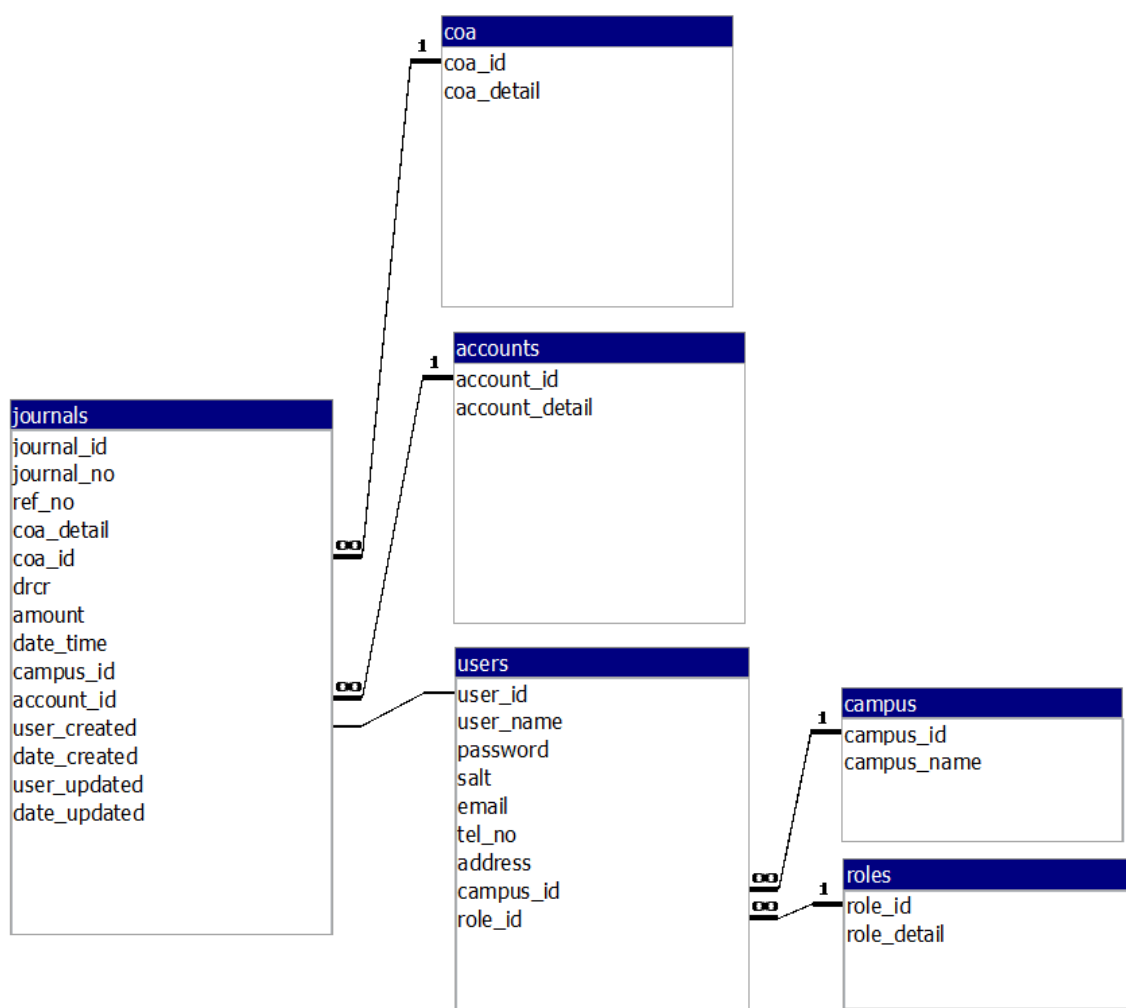 coa
coa_id
coa_detail
1
accounts
account_id
account_detail
1
journals
journal_id
journal_no
ref_no
coa_detail
coa_id
drcr
amount
date_time
campus_id
account_id
user_created
date_created
user_updated
date_updated
∞
∞
users
user_id
user_name
password
salt
email
tel_no
address
campus_id
role_id
∞
∞
campus
campus_id
campus_name
1
roles
role_id
role_detail
1